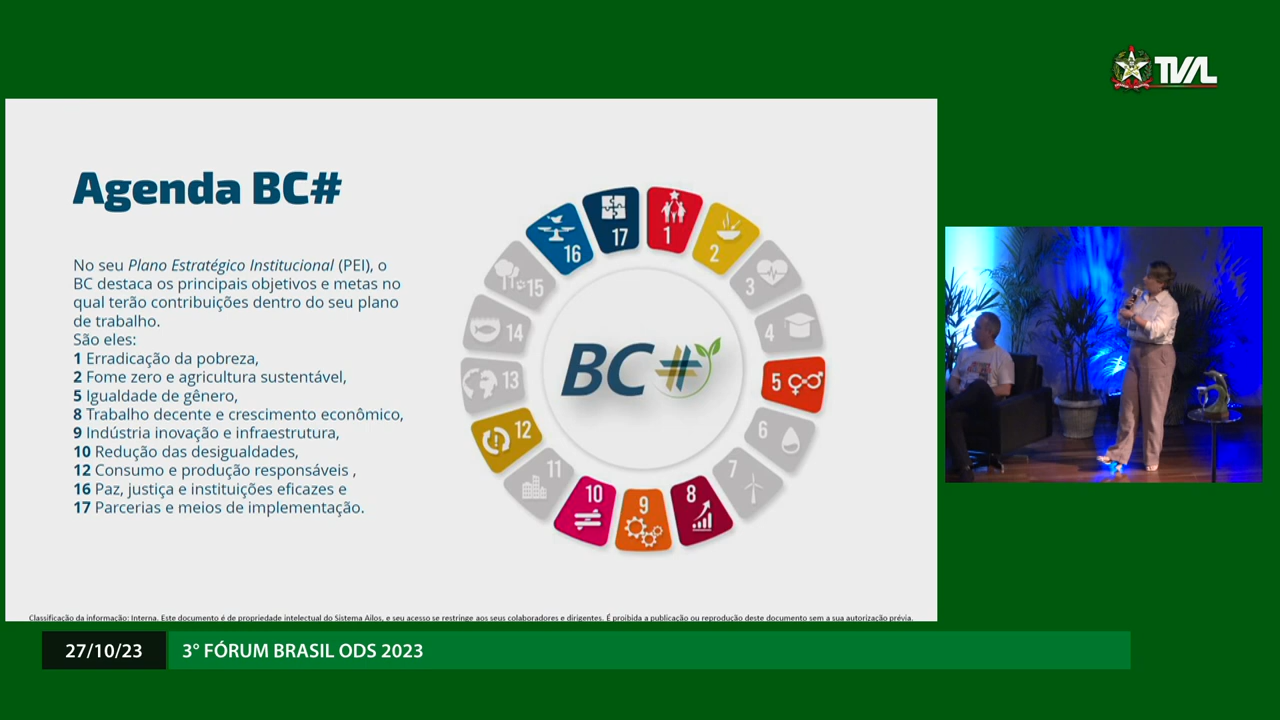 TVAL
Agenda BC#
No seu Plano Estratégico Institucional (PEI), o
BC destaca os principais objetivos e metas no
qual terão contribuições dentro do seu plano
de trabalho.
São eles:
1 Erradicação da pobreza,
2 Fome zero e agricultura sustentável,
5 Igualdade de gênero,
8 Trabalho decente e crescimento econômico,
9 Indústria inovação e infraestrutura,
10 Redução das desigualdades,
12 Consumo e produção responsáveis ,
16 Paz, justiça e instituições eficazes e
17 Parcerias e meios de implementação.
1
2
3
4
5
6
7
8
9
10
11
12
13
14
15
16
17
BC#
Classificação da informação: Interna. Este documento é de propriedade intelectual do Sistema Ailos, e seu acesso se restringe aos seus colaboradores e dirigentes. É proibida a publicação ou reprodução deste documento sem a sua autorização prévia.
27/10/23
3° FÓRUM BRASIL ODS 2023